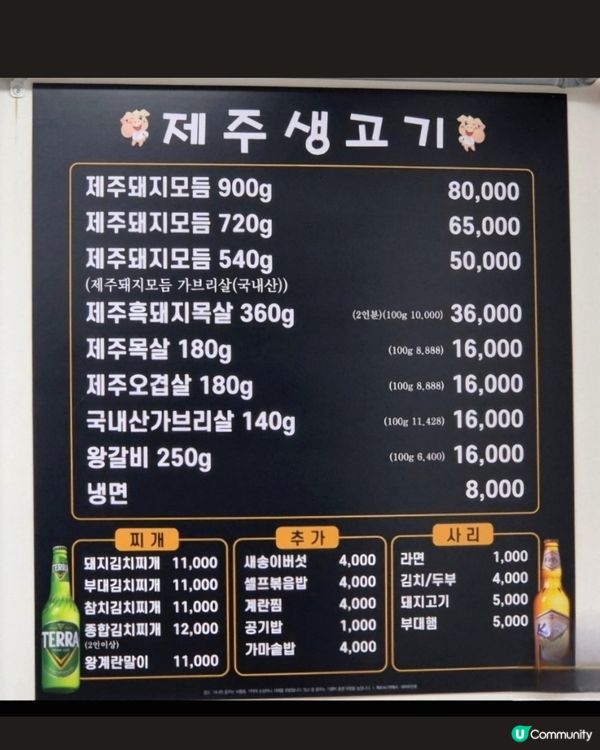 제주생고기
제주돼지모듬 900g 80,000
제주돼지모듬 720g 65,000
제주돼지모듬 540g 50,000
(제주돼지모듬 가브리살(국내산))
제주흑돼지목살 360g (2인분)(100g 10,000) 36,000
제주목살 180g (100g 8,888) 16,000
제주오겹살 180g (100g 8,888) 16,000
국내산가브리살 140g (100g 11,428) 16,000
왕갈비 250g (100g 6,400) 16,000
냉면 8,000
찌개
돼지김치찌개 11,000
부대김치찌개 11,000
참치김치찌개 11,000
종합김치찌개 12,000
(2인이상)
왕계란말이 11,000
추가
새송이버섯 4,000
셀프볶음밥 4,000
계란찜 4,000
공기밥 1,000
가마솥밥 4,000
사리
라면 1,000
김치/두부 4,000
돼지고기 5,000
부대햄 5,000
TERRA
TERRA
U Community